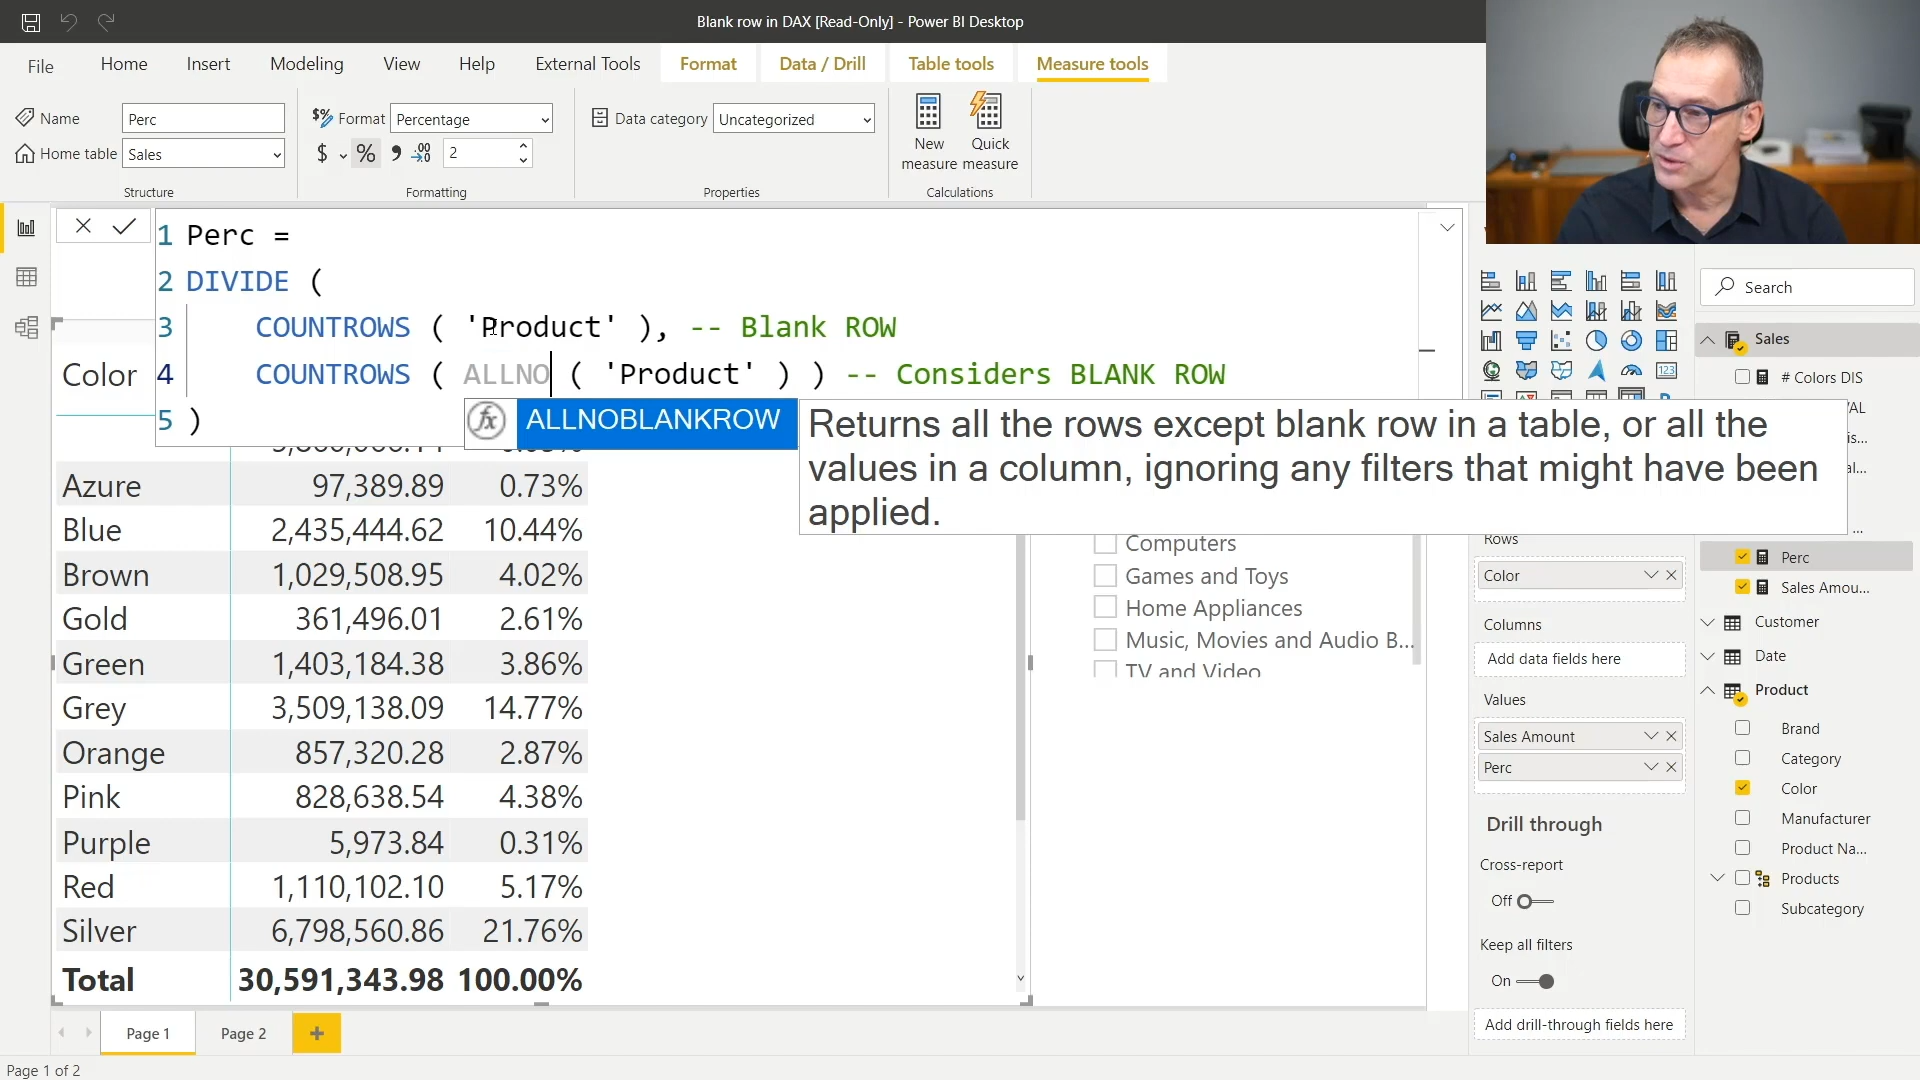 Blank row in DAX [Read-Only] - Power BI Desktop
File
Home
Insert
Modeling
View
Help
External Tools
Format
Data / Drill
Table tools
Measure tools
Name
Perc
Home table
Sales
Structure
$% Format
Percentage
$ % 9 .00 →.0
2
Formatting
Data category
Uncategorized
Properties
New
measure
Quick
measure
Calculations
1 Perc =
2 DIVIDE (
3 COUNTROWS ( 'Product' ), -- Blank ROW
4 COUNTROWS ( ALLNO ( 'Product' ) ) -- Considers BLANK ROW
5 )
fx ALLNOBLANKROW
Returns all the rows except blank row in a table, or all the
values in a column, ignoring any filters that might have been
applied.
Color
Azure 97,389.89 0.73%
Blue 2,435,444.62 10.44%
Brown 1,029,508.95 4.02%
Gold 361,496.01 2.61%
Green 1,403,184.38 3.86%
Grey 3,509,138.09 14.77%
Orange 857,320.28 2.87%
Pink 828,638.54 4.38%
Purple 5,973.84 0.31%
Red 1,110,102.10 5.17%
Silver 6,798,560.86 21.76%
Total 30,591,343.98 100.00%
Computers
Games and Toys
Home Appliances
Music, Movies and Audio B...
TV and Video
123
Rows
Color
Columns
Add data fields here
Values
Sales Amount
Perc
Drill through
Cross-report
Off
Keep all filters
On
Add drill-through fields here
Search
Sales
# Colors DIS
Perc
Sales Amou...
Customer
Date
Product
Brand
Category
Color
Manufacturer
Product Na...
Products
Subcategory
Page 1
Page 2
+
Page 1 of 2